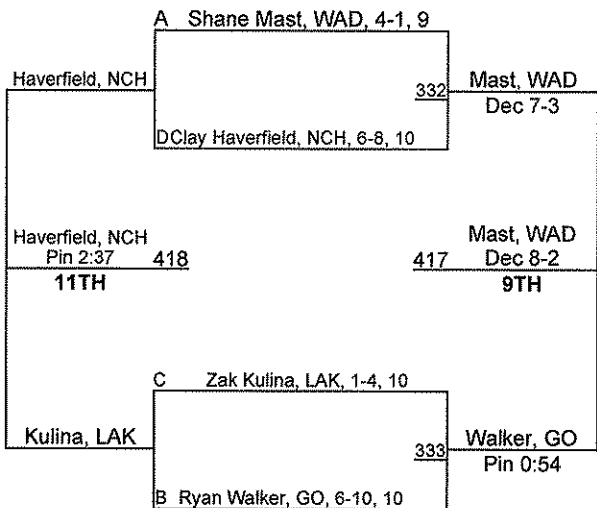 A Shane Mast, WAD, 4-1, 9
Haverfield, NCH
332
Mast, WAD
Dec 7-3
DClay Haverfield, NCH, 6-8, 10
Haverfield, NCH
Pin 2:37
418
11TH
417
Mast, WAD
Dec 8-2
9TH
C Zak Kulina, LAK, 1-4, 10
Kulina, LAK
333
Walker, GO
Pin 0:54
B Ryan Walker, GO, 6-10, 10